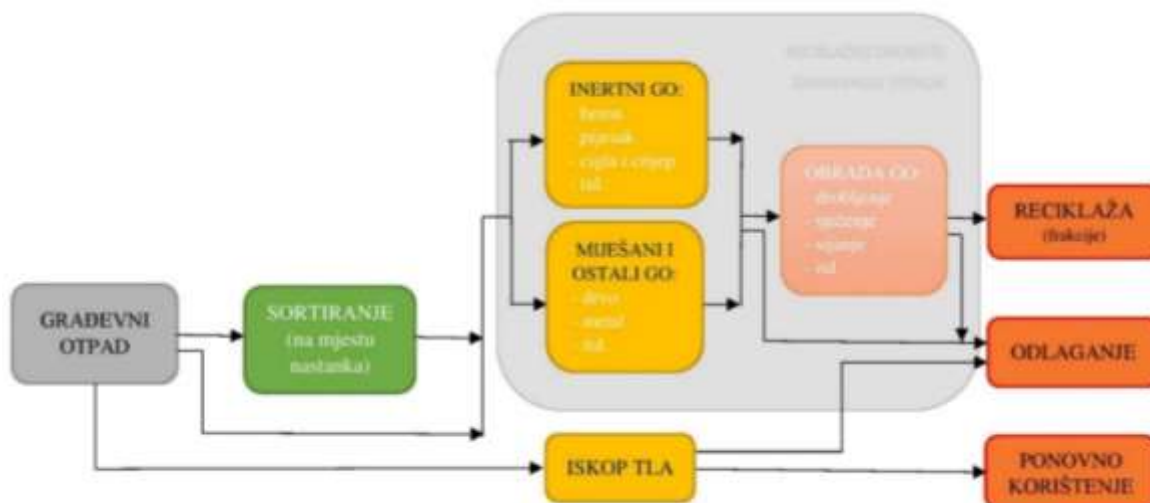 INERTNI GO:
- beton
- pijesak
- cigla i crijep
- itd.
MIJEŠANI I
OSTALI GO:
- drvo
- metal
- itd.
OBRADA GO:
- drobljenje
- itd.
RECIKLAŽA
(frakcije)
GRAĐEVNI
OTPAD
SORTIRANJE
(na mjestu
nastanka)
ODLAGANJE
ISKOP TLA
PONOVNO
KORIŠTENJE